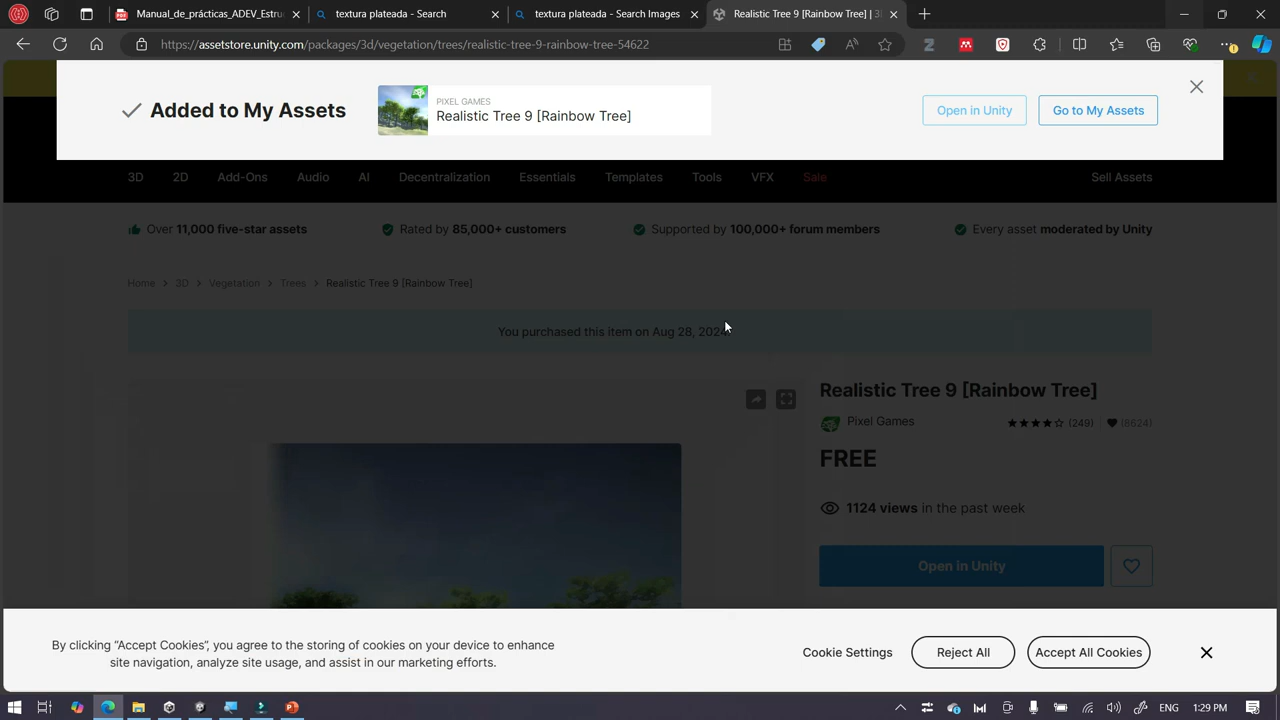 Manual_de_prácticas_ADEV_Estru
textura plateada - Search
textura plateada - Search Images
Realistic Tree 9 [Rainbow Tree] | 3
https://assetstore.unity.com/packages/3d/vegetation/trees/realistic-tree-9-rainbow-tree-54622
Added to My Assets
PIXEL GAMES
Realistic Tree 9 [Rainbow Tree]
Open in Unity
Go to My Assets
3D
2D
Add-Ons
Audio
AI
Decentralization
Essentials
Templates
Tools
VFX
Sale
Sell Assets
Over 11,000 five-star assets
Rated by 85,000+ customers
Supported by 100,000+ forum members
Every asset moderated by Unity
Home > 3D > Vegetation > Trees > Realistic Tree 9 [Rainbow Tree]
You purchased this item on Aug 28, 2024
Realistic Tree 9 [Rainbow Tree]
Pixel Games
(249) | (8624)
FREE
1124 views in the past week
Open in Unity
By clicking “Accept Cookies”, you agree to the storing of cookies on your device to enhance
site navigation, analyze site usage, and assist in our marketing efforts.
Cookie Settings
Reject All
Accept All Cookies
ENG
1:29 PM